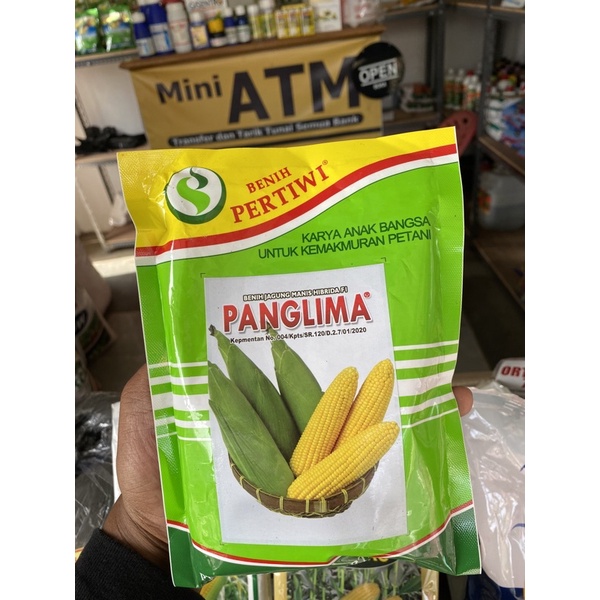 Mini ATM
OPEN
Transfer dan Tarik Tunai Semua Bank
BENIH
PERTIWI®
KARYA ANAK BANGSA
UNTUK KEMAKMURAN PETANI
BENIH JAGUNG MANIS HIBRIDA F1
PANGLIMA®
Kepmentan No. 004/Kpts/SR.120/D.2.7/01/2020
ORT